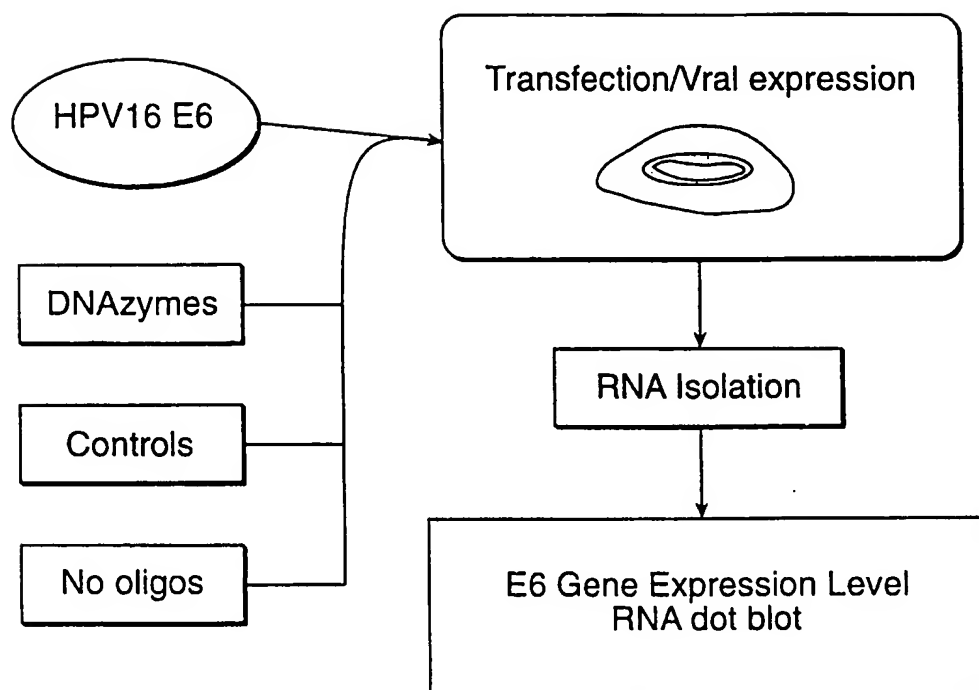 HPV16 E6
Transfection/Vral expression
DNAzymes
Controls
No oligos
RNA Isolation
E6 Gene Expression Level
RNA dot blot